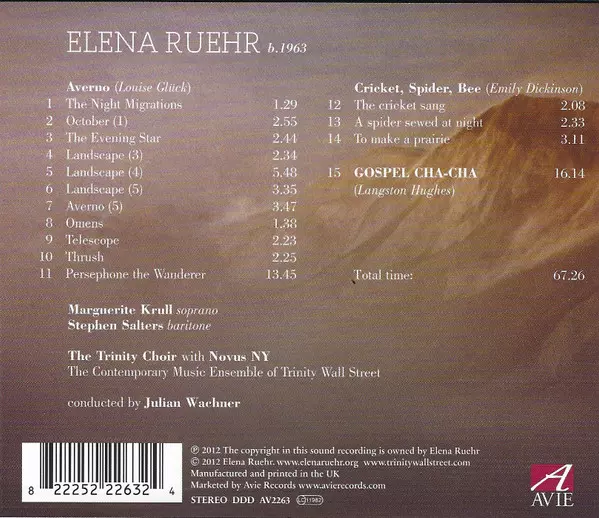 ELENA RUEHR b.1963
Averno (Louise Glück)
1 The Night Migrations 1.29
2 October (1) 2.55
3 The Evening Star 2.44
4 Landscape (3) 2.34
5 Landscape (4) 5.48
6 Landscape (5) 3.35
7 Averno (5) 3.47
8 Omens 1.38
9 Telescope 2.23
10 Thrush 2.25
11 Persephone the Wanderer 13.45
Cricket, Spider, Bee (Emily Dickinson)
12 The cricket sang 2.08
13 A spider sewed at night 2.33
14 To make a prairie 3.11
15 GOSPEL CHA-CHA 16.14
(Langston Hughes)
Total time: 67.26
Marguerite Krull soprano
Stephen Salters baritone
The Trinity Choir with Novus NY
The Contemporary Music Ensemble of Trinity Wall Street
conducted by Julian Wachner
8 22252 22632 4
℗ 2012 The copyright in this sound recording is owned by Elena Ruehr
© 2012 Elena Ruehr. www.elenaruehr.org www.trinitywallstreet.com
Manufactured and printed in the UK
Marketed by Avie Records www.avierecords.com
STEREO DDD AV2263 LC 11982
A
AVIE